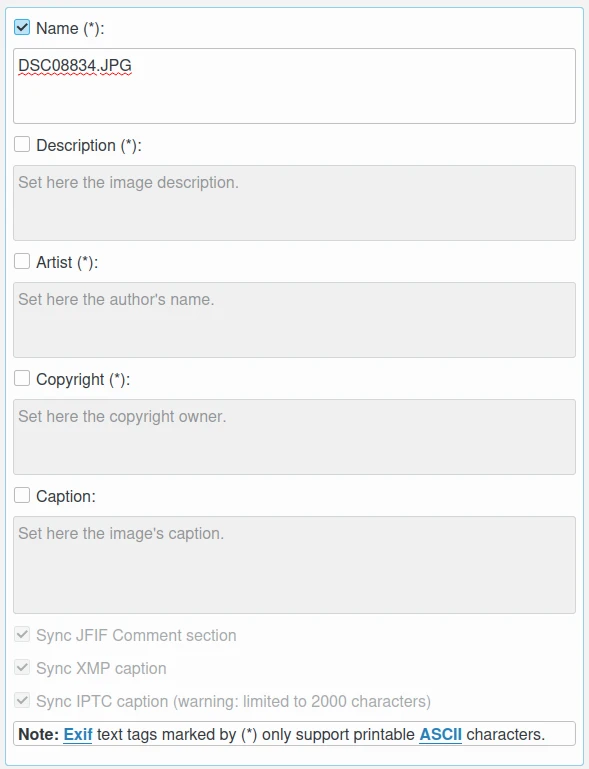 Name (*):
DSC08834.JPG
Description (*):
Set here the image description.
Artist (*):
Set here the author's name.
Copyright (*):
Set here the copyright owner.
Caption:
Set here the image's caption.
Sync JFIF Comment section
Sync XMP caption
Sync IPTC caption (warning: limited to 2000 characters)
Note: Exif text tags marked by (*) only support printable ASCII characters.